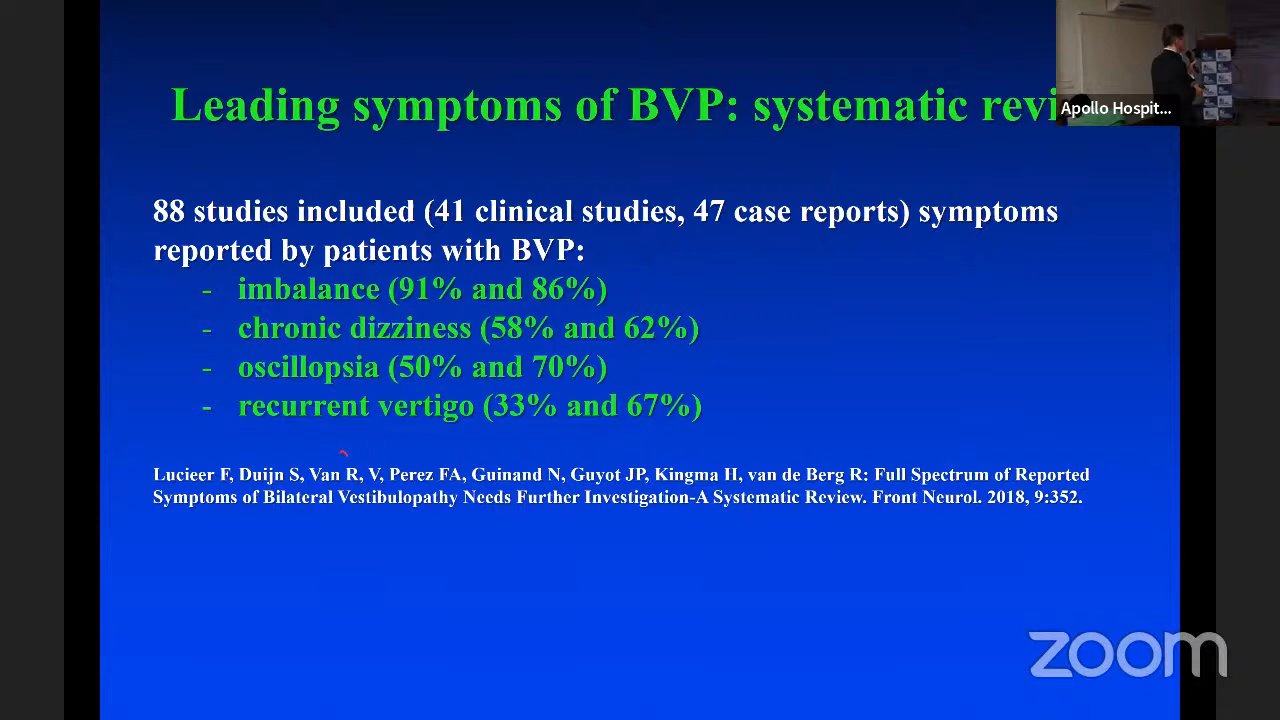 Leading symptoms of BVP: systematic revi
Apollo Hospit...
88 studies included (41 clinical studies, 47 case reports) symptoms
reported by patients with BVP:
- imbalance (91% and 86%)
- chronic dizziness (58% and 62%)
- oscillopsia (50% and 70%)
- recurrent vertigo (33% and 67%)
Lucieer F, Duijn S, Van R, V, Perez FA, Guinand N, Guyot JP, Kingma H, van de Berg R: Full Spectrum of Reported
Symptoms of Bilateral Vestibulopathy Needs Further Investigation-A Systematic Review. Front Neurol. 2018, 9:352.
zoom